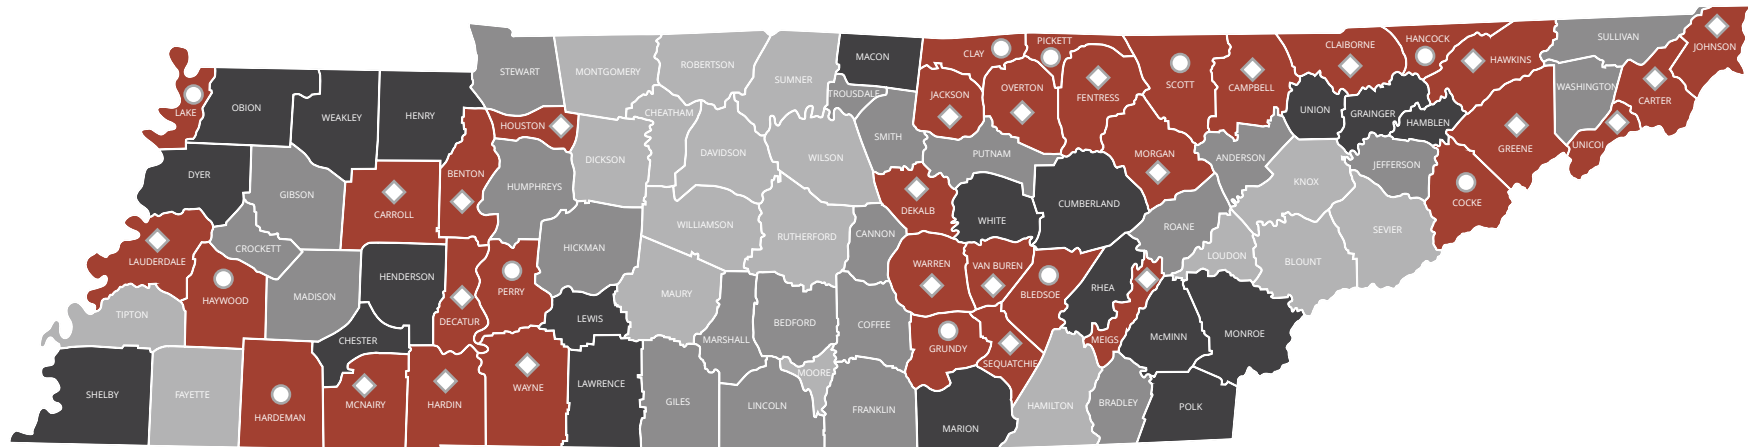 STEWART
MONTGOMERY
ROBERTSON
SUMNER
MACON
CLAY
PICKETT
SCOTT
CAMPBELL
CLAIBORNE
HANCOCK
HAWKINS
SULLIVAN
JOHNSON
LAKE
OBION
WEAKLEY
HENRY
HOUSTON
CHEATHAM
TROUSDALE
JACKSON
OVERTON
FENTRESS
UNION
GRAINGER
HAMBLEN
WASHINGTON
CARTER
DYER
GIBSON
CARROLL
BENTON
HUMPHREYS
DICKSON
DAVIDSON
WILSON
SMITH
PUTNAM
MORGAN
ANDERSON
KNOX
JEFFERSON
GREENE
UNICOI
COCKE
LAUDERDALE
CROCKETT
HICKMAN
WILLIAMSON
RUTHERFORD
CANNON
DEKALB
WHITE
CUMBERLAND
ROANE
LOUDON
BLOUNT
SEVIER
TIPTON
HAYWOOD
MADISON
HENDERSON
DECATUR
PERRY
LEWIS
MAURY
MARSHALL
BEDFORD
COFFEE
WARREN
VAN BUREN
BLEDSOE
RHEA
MEIGS
McMINN
MONROE
SHELBY
FAYETTE
HARDEMAN
CHESTER
MCNAIRY
HARDIN
WAYNE
LAWRENCE
GILES
LINCOLN
MOORE
FRANKLIN
GRUNDY
SEQUATCHIE
MARION
HAMILTON
BRADLEY
POLK